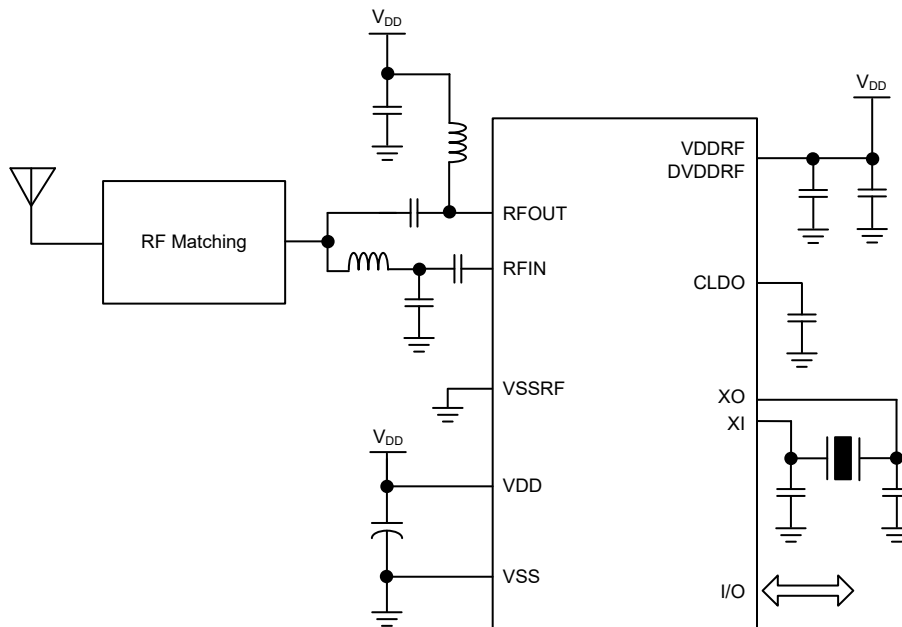 V_DD
V_DD
VDDRF
DVDDRF
RFOUT
RF Matching
RFIN
CLDO
VSSRF
XO
XI
V_DD
VDD
VSS
I/O